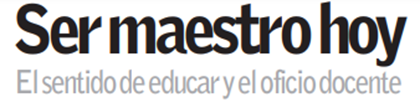 Ser maestro hoy
El sentido de educar y el oficio docente